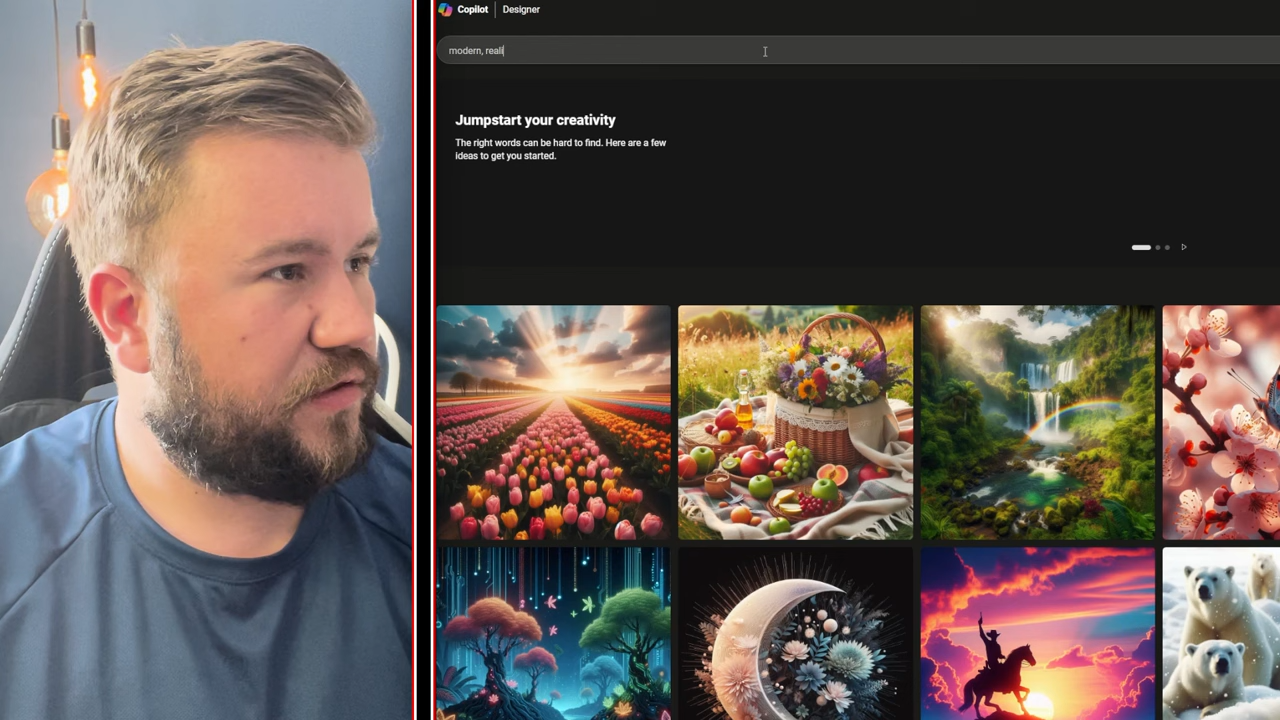 Copilot | Designer
modern, reali
Jumpstart your creativity
The right words can be hard to find. Here are a few
ideas to get you started.